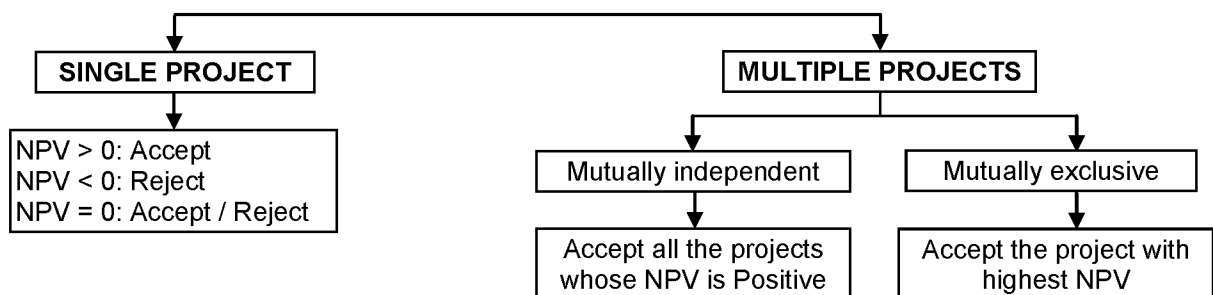 SINGLE PROJECT
NPV > 0: Accept
NPV < 0: Reject
NPV = 0: Accept / Reject
MULTIPLE PROJECTS
Mutually independent
Accept all the projects
whose NPV is Positive
Mutually exclusive
Accept the project with
highest NPV